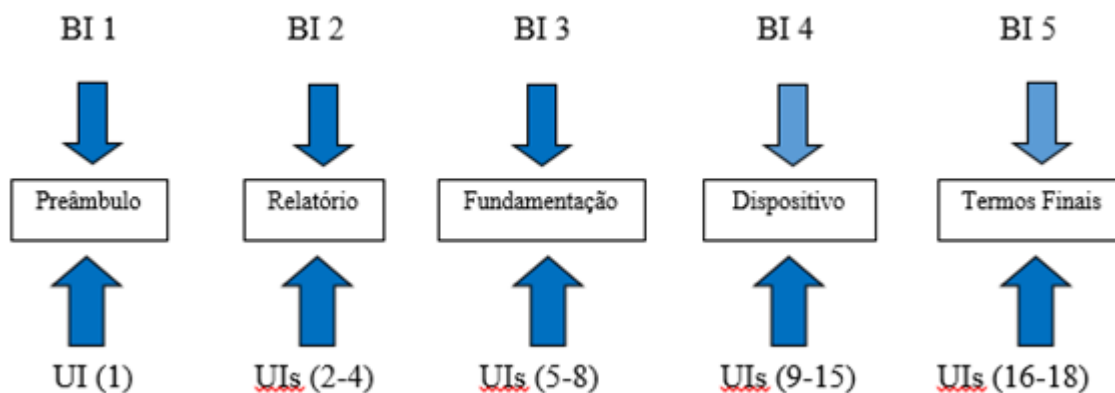 BI 1 BI 2 BI 3 BI 4 BI 5
Preâmbulo Relatório Fundamentação Dispositivo Termos Finais
UI (1) UIs (2-4) UIs (5-8) UIs (9-15) UIs (16-18)